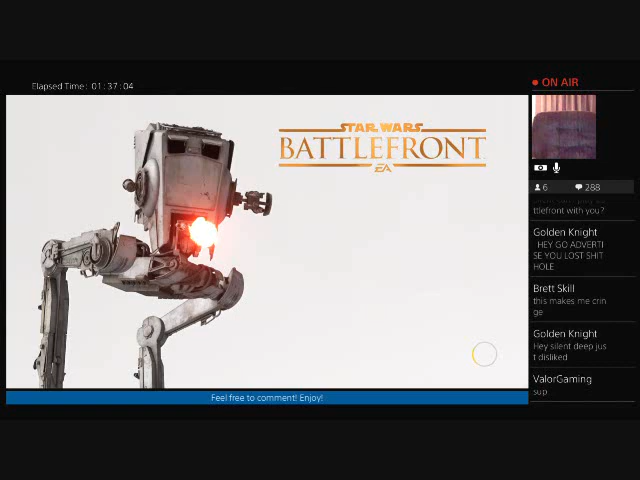 Elapsed Time: 01:37:04
ON AIR
STAR WARS
BATTLEFRONT
EA
6
288
ttlefront with you?
Golden Knight
HEY GO ADVERTI
SE YOU LOST SHIT
HOLE
Brett Skill
this makes me crin
ge
Golden Knight
Hey silent deep jus
t disliked
ValorGaming
sup
Feel free to comment! Enjoy!